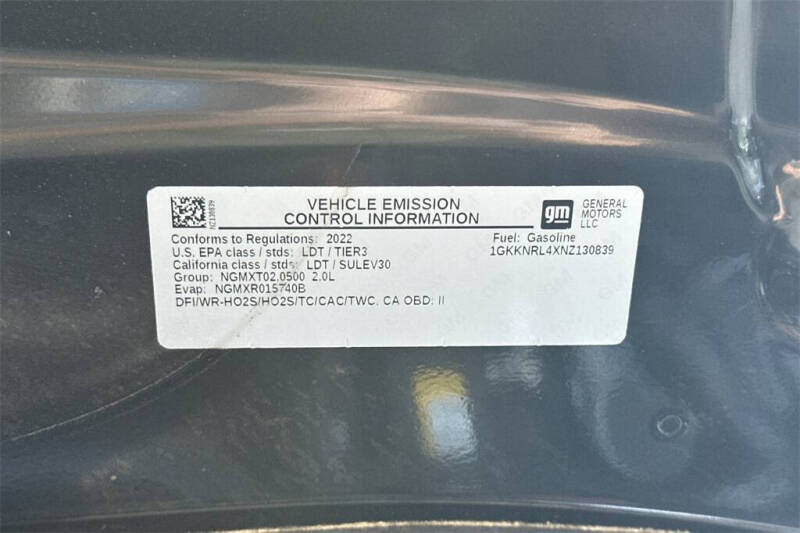 NZ130839
VEHICLE EMISSION
CONTROL INFORMATION
gm
GENERAL
MOTORS
LLC
Conforms to Regulations: 2022
U.S. EPA class / stds: LDT / TIER3
California class / stds: LDT / SULEV30
Group: NGMXT02.0500 2.0L
Evap: NGMXR015740B
DFI/WR-HO2S/HO2S/TC/CAC/TWC, CA OBD: II
Fuel: Gasoline
1GKKNRL4XNZ130839